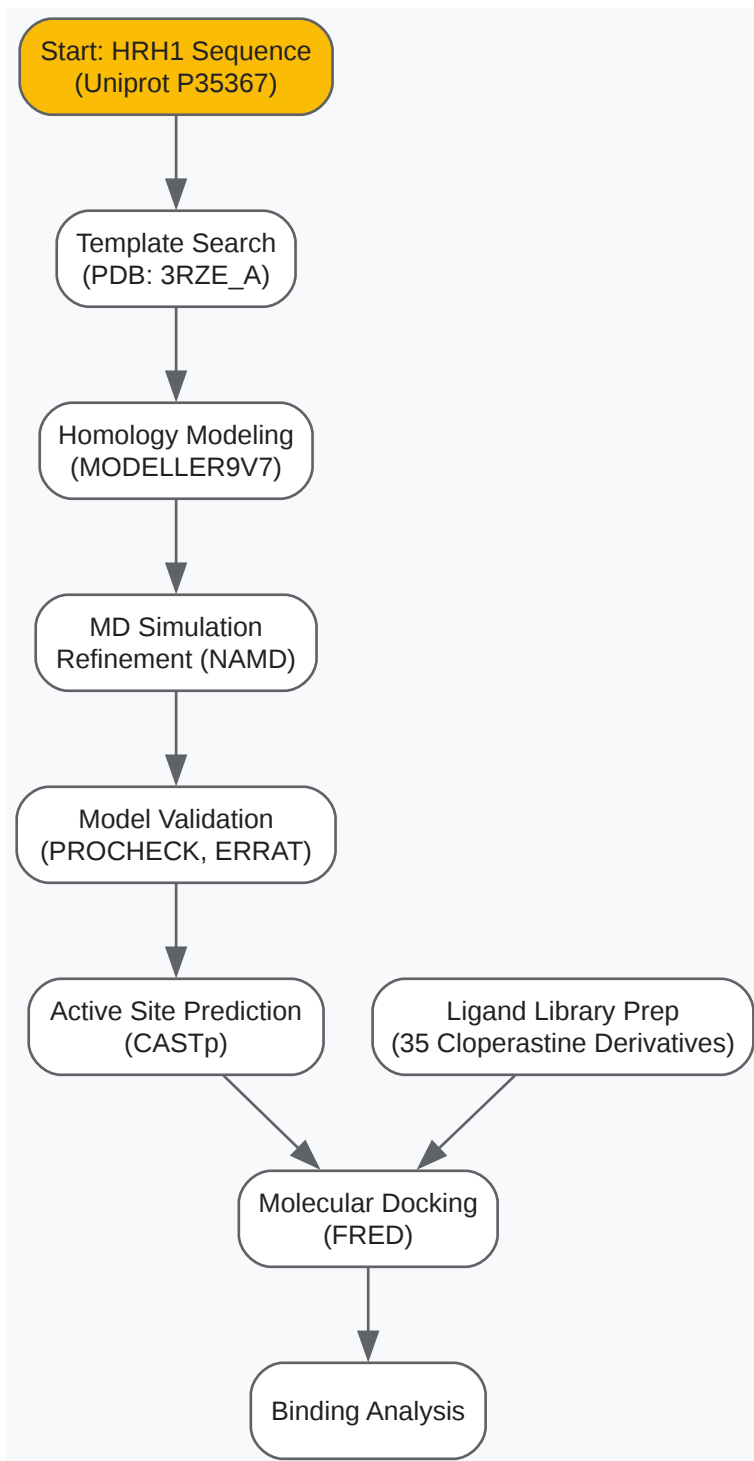 Start: HRH1 Sequence
(Uniprot P35367)
Template Search
(PDB: 3RZE_A)
Homology Modeling
(MODELLER9V7)
MD Simulation
Refinement (NAMD)
Model Validation
(PROCHECK, ERRAT)
Active Site Prediction
(CASTp)
Ligand Library Prep
(35 Cloperastine Derivatives)
Molecular Docking
(FRED)
Binding Analysis